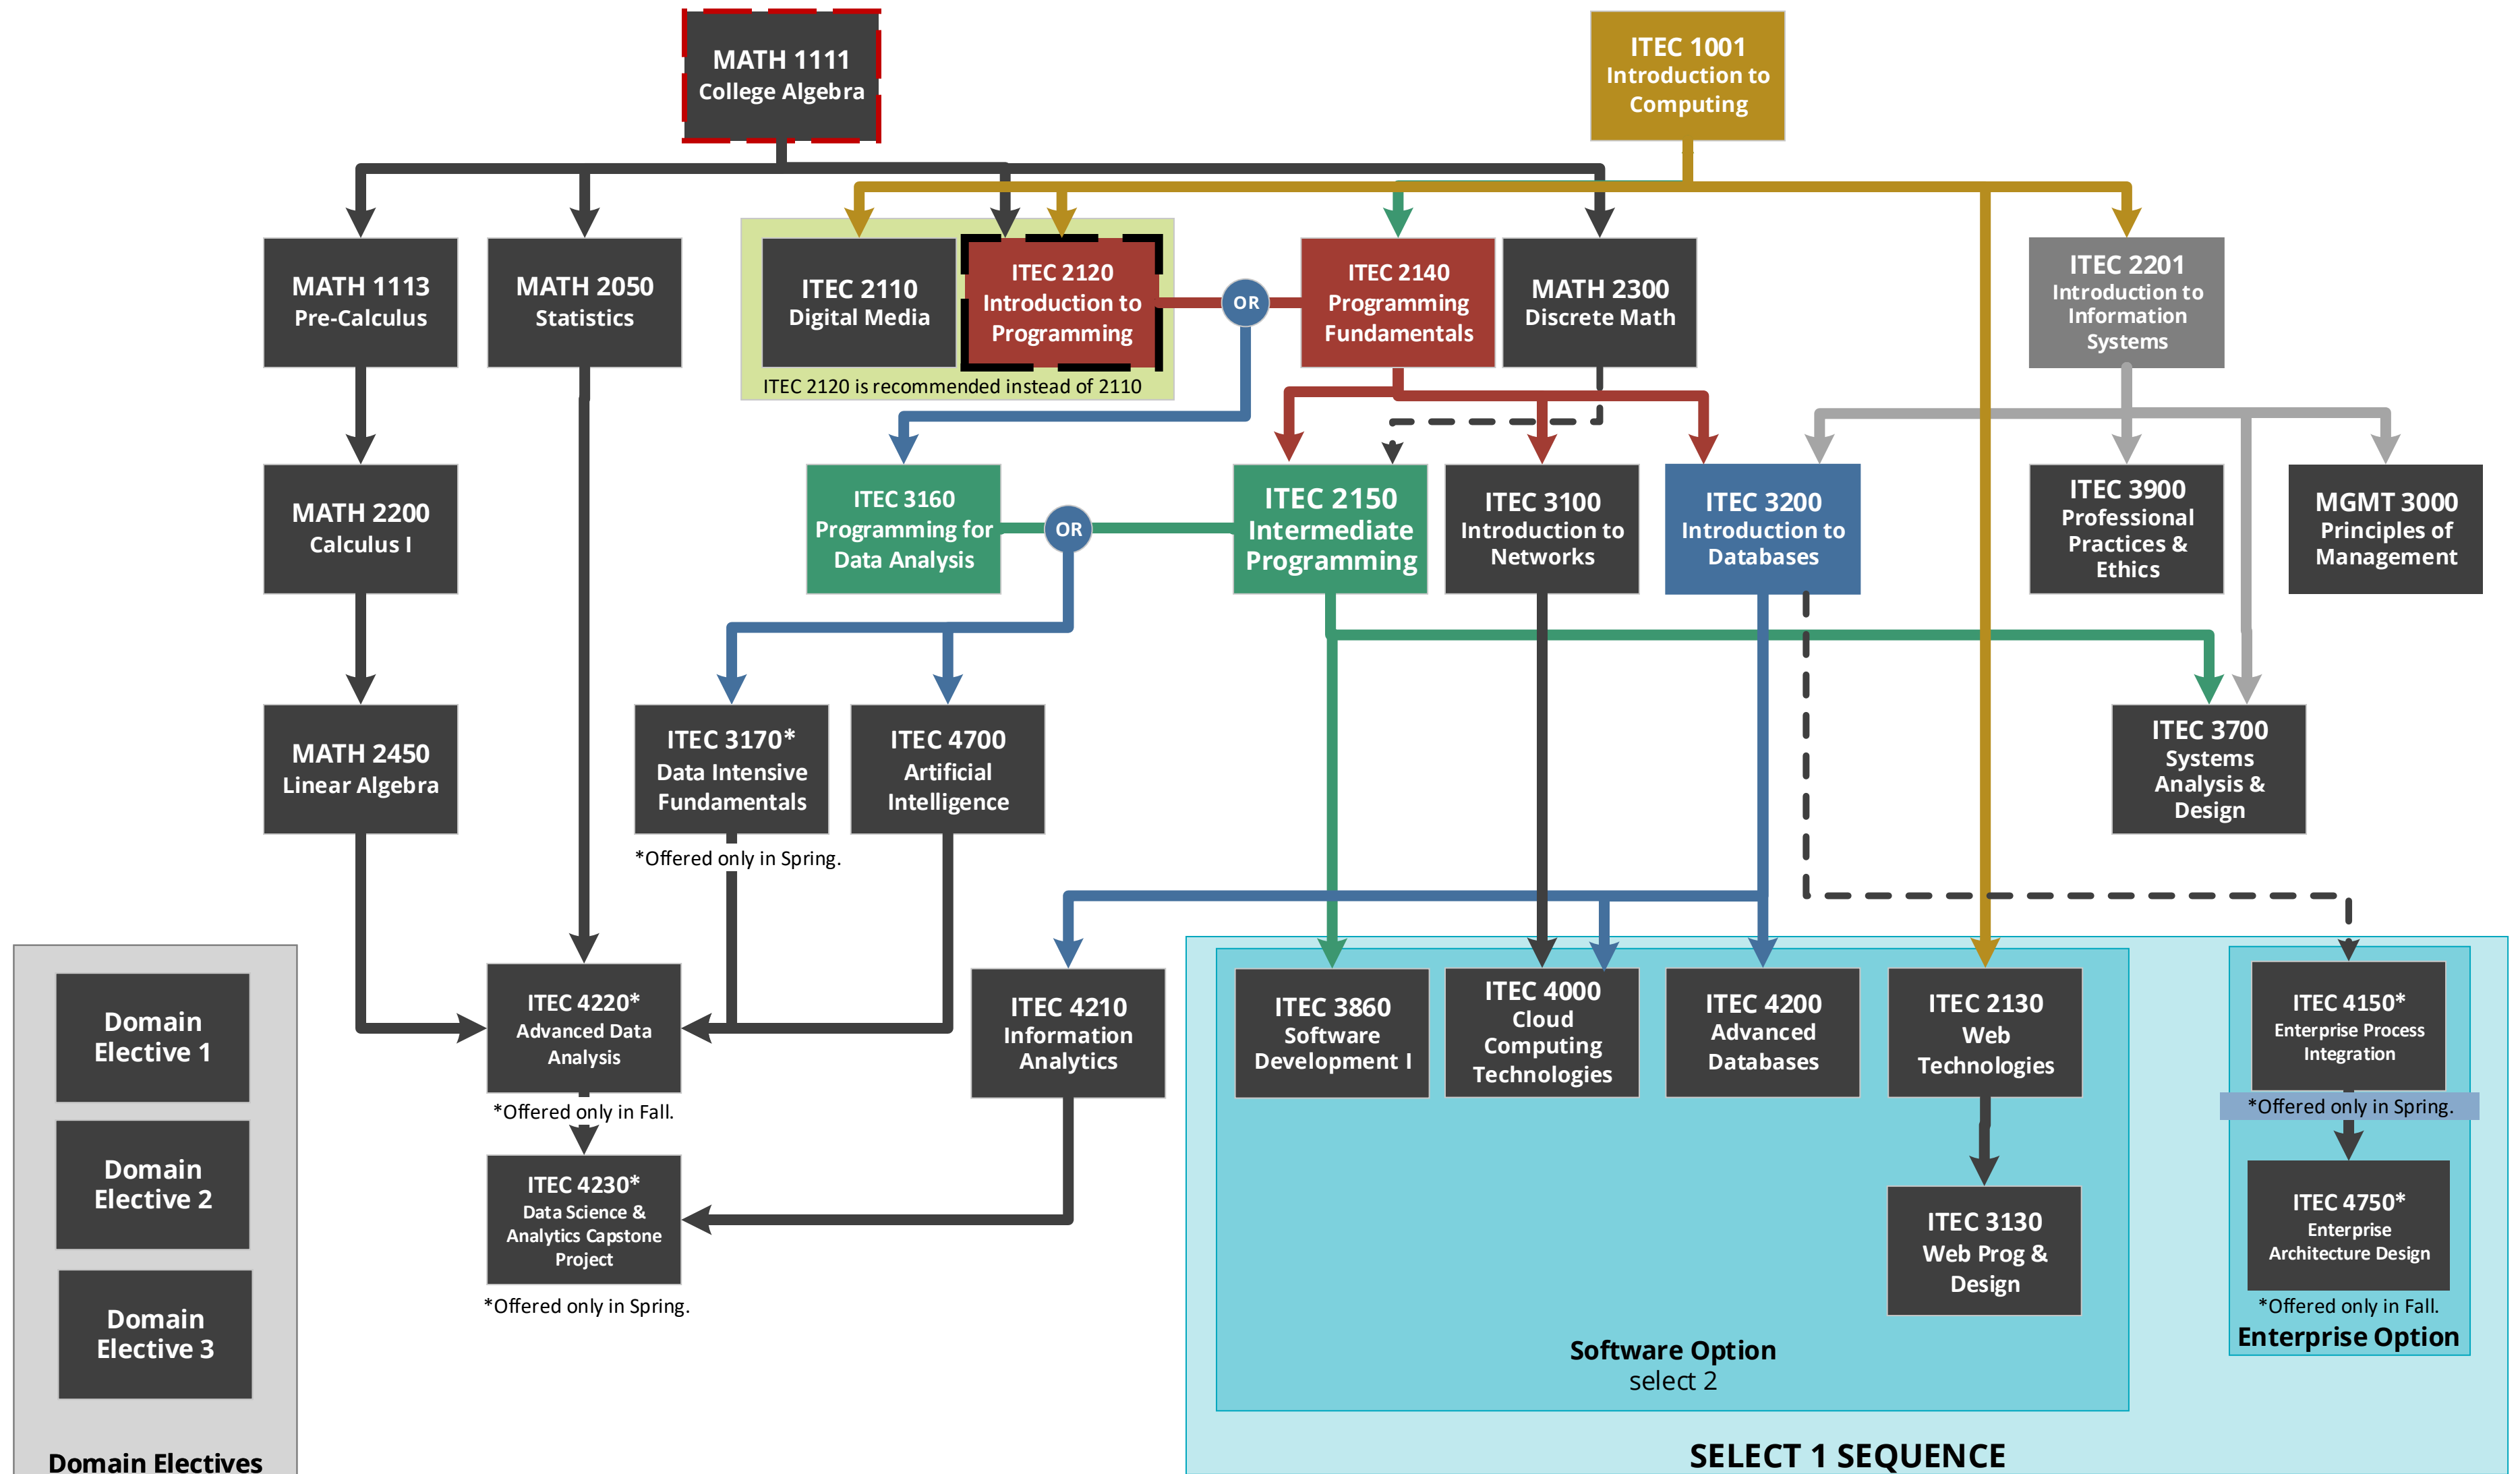 MATH 1111
College Algebra
ITEC 1001
Introduction to
Computing
MATH 1113
Pre-Calculus
MATH 2050
Statistics
ITEC 2110
Digital Media
ITEC 2120
Introduction to
Programming
ITEC 2120 is recommended instead of 2110
OR
ITEC 2140
Programming
Fundamentals
MATH 2300
Discrete Math
ITEC 2201
Introduction to
Information
Systems
MATH 2200
Calculus I
ITEC 3160
Programming for
Data Analysis
OR
ITEC 2150
Intermediate
Programming
ITEC 3100
Introduction to
Networks
ITEC 3200
Introduction to
Databases
ITEC 3900
Professional
Practices &
Ethics
MGMT 3000
Principles of
Management
MATH 2450
Linear Algebra
ITEC 3170*
Data Intensive
Fundamentals
*Offered only in Spring.
ITEC 4700
Artificial
Intelligence
ITEC 3700
Systems
Analysis &
Design
Domain
Elective 1
Domain
Elective 2
Domain
Elective 3
Domain Electives
ITEC 4220*
Advanced Data
Analysis
*Offered only in Fall.
ITEC 4230*
Data Science &
Analytics Capstone
Project
*Offered only in Spring.
ITEC 4210
Information
Analytics
ITEC 3860
Software
Development I
ITEC 4000
Cloud
Computing
Technologies
ITEC 4200
Advanced
Databases
ITEC 2130
Web
Technologies
ITEC 3130
Web Prog &
Design
Software Option
select 2
ITEC 4150*
Enterprise Process
Integration
*Offered only in Spring.
ITEC 4750*
Enterprise
Architecture Design
*Offered only in Fall.
Enterprise Option
SELECT 1 SEQUENCE